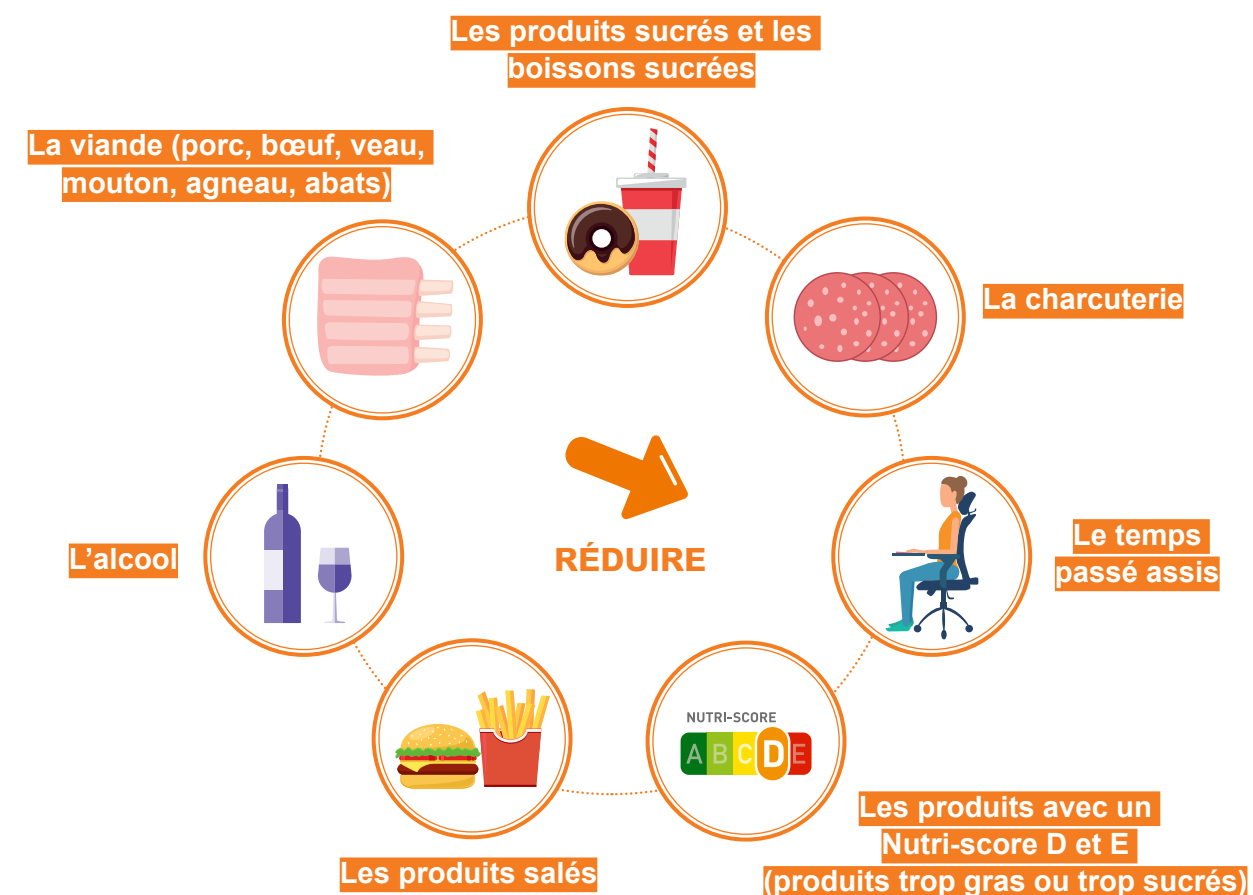 Les produits sucrés et les
boissons sucrées
La viande (porc, bœuf, veau,
mouton, agneau, abats)
La charcuterie
L’alcool
RÉDUIRE
Le temps
passé assis
NUTRI-SCORE
A B C D E
Les produits salés
Les produits avec un
Nutri-score D et E
(produits trop gras ou trop sucrés)